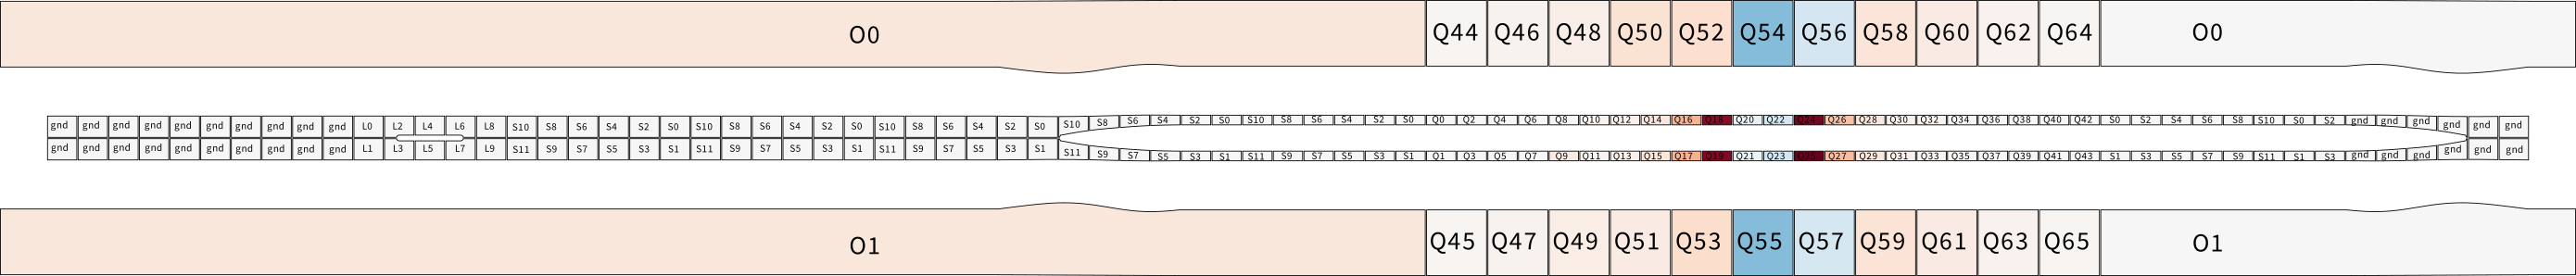 O0 Q44 Q46 Q48 Q50 Q52 Q54 Q56 Q58 Q60 Q62 Q64 O0
gnd gnd gnd gnd gnd gnd gnd gnd gnd gnd L0 L2 L4 L6 L8 S10 S8 S6 S4 S2 S0 S10 S8 S6 S4 S2 S0 S10 S8 S6 S4 S2 S0 S10 S8 S6 S4 S2 S0 S10 S8 S6 S4 S2 S0 Q0 Q2 Q4 Q6 Q8 Q10 Q12 Q14 Q16 Q18 Q20 Q22 Q24 Q26 Q28 Q30 Q32 Q34 Q36 Q38 Q40 Q42 S0 S2 S4 S6 S8 S10 S0 S2 gnd gnd gnd gnd gnd gnd
gnd gnd gnd gnd gnd gnd gnd gnd gnd gnd L1 L3 L5 L7 L9 S11 S9 S7 S5 S3 S1 S11 S9 S7 S5 S3 S1 S11 S9 S7 S5 S3 S1 S11 S9 S7 S5 S3 S1 S11 S9 S7 S5 S3 S1 Q1 Q3 Q5 Q7 Q9 Q11 Q13 Q15 Q17 Q19 Q21 Q23 Q25 Q27 Q29 Q31 Q33 Q35 Q37 Q39 Q41 Q43 S1 S3 S5 S7 S9 S11 S1 S3 gnd gnd gnd gnd gnd gnd
O1 Q45 Q47 Q49 Q51 Q53 Q55 Q57 Q59 Q61 Q63 Q65 O1